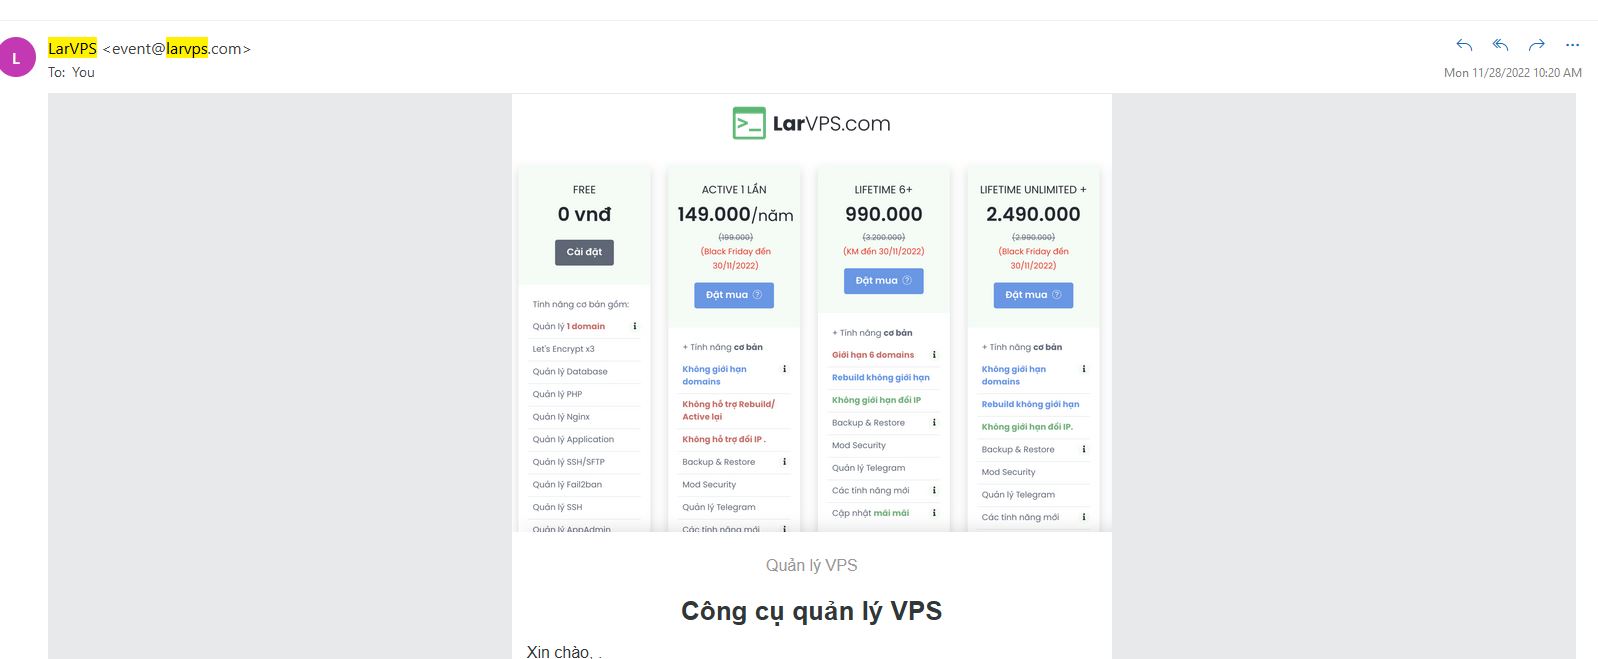 L
LarVPS <event@larvps.com>
To: You
Mon 11/28/2022 10:20 AM
>_ LarVPS.com
FREE
0 vnđ
Cài đặt
Tính năng cơ bản gồm:
Quản lý 1 domain
Let's Encrypt x3
Quản lý Database
Quản lý PHP
Quản lý Nginx
Quản lý Application
Quản lý SSH/SFTP
Quản lý Fail2ban
Quản lý SSH
Quản lý AppAdmin
ACTIVE 1 LẦN
149.000/năm
(199.000)
(Black Friday đến
30/11/2022)
Đặt mua
+ Tính năng cơ bản
Không giới hạn
domains
Không hỗ trợ Rebuild/
Active lại
Không hỗ trợ đổi IP .
Backup & Restore
Mod Security
Quản lý Telegram
Các tính năng mới
LIFETIME 6+
990.000
(3.200.000)
(KM đến 30/11/2022)
Đặt mua
+ Tính năng cơ bản
Giới hạn 6 domains
Rebuild không giới hạn
Không giới hạn đổi IP
Backup & Restore
Mod Security
Quản lý Telegram
Các tính năng mới
Cập nhật mãi mãi
LIFETIME UNLIMITED +
2.490.000
(2.990.000)
(Black Friday đến
30/11/2022)
Đặt mua
+ Tính năng cơ bản
Không giới hạn
domains
Rebuild không giới hạn
Không giới hạn đổi IP.
Backup & Restore
Mod Security
Quản lý Telegram
Các tính năng mới
Quản lý VPS
Công cụ quản lý VPS
Xin chào, .